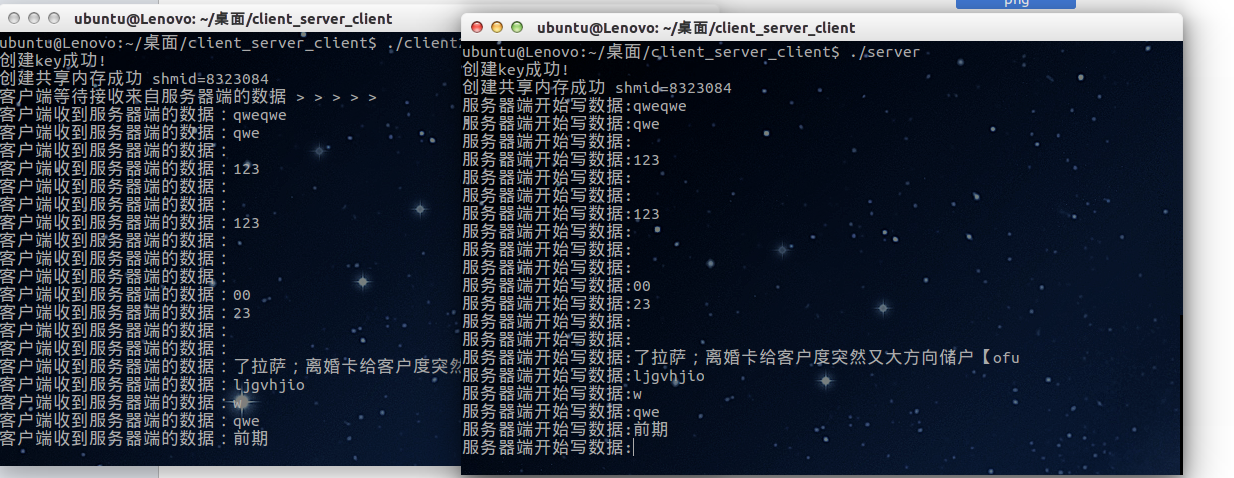 png
ubuntu@Lenovo: ~/桌面/client_server_client
ubuntu@Lenovo:~/桌面/client_server_client$ ./client
创建key成功!
创建共享内存成功 shmid=8323084
客户端等待接收来自服务器端的数据 > > > > >
客户端收到服务器端的数据：qweqwe
客户端收到服务器端的数据：qwe
客户端收到服务器端的数据：
客户端收到服务器端的数据：123
客户端收到服务器端的数据：
客户端收到服务器端的数据：
客户端收到服务器端的数据：123
客户端收到服务器端的数据：
客户端收到服务器端的数据：
客户端收到服务器端的数据：
客户端收到服务器端的数据：00
客户端收到服务器端的数据：23
客户端收到服务器端的数据：
客户端收到服务器端的数据：
客户端收到服务器端的数据：了拉萨；离婚卡给客户度突然
客户端收到服务器端的数据：ljgvhjio
客户端收到服务器端的数据：w
客户端收到服务器端的数据：qwe
客户端收到服务器端的数据：前期
ubuntu@Lenovo: ~/桌面/client_server_client
ubuntu@Lenovo:~/桌面/client_server_client$ ./server
创建key成功!
创建共享内存成功 shmid=8323084
服务器端开始写数据:qweqwe
服务器端开始写数据:qwe
服务器端开始写数据:
服务器端开始写数据:123
服务器端开始写数据:
服务器端开始写数据:
服务器端开始写数据:123
服务器端开始写数据:
服务器端开始写数据:
服务器端开始写数据:
服务器端开始写数据:00
服务器端开始写数据:23
服务器端开始写数据:
服务器端开始写数据:
服务器端开始写数据:了拉萨；离婚卡给客户度突然又大方向储户【ofu
服务器端开始写数据:ljgvhjio
服务器端开始写数据:w
服务器端开始写数据:qwe
服务器端开始写数据:前期
服务器端开始写数据: